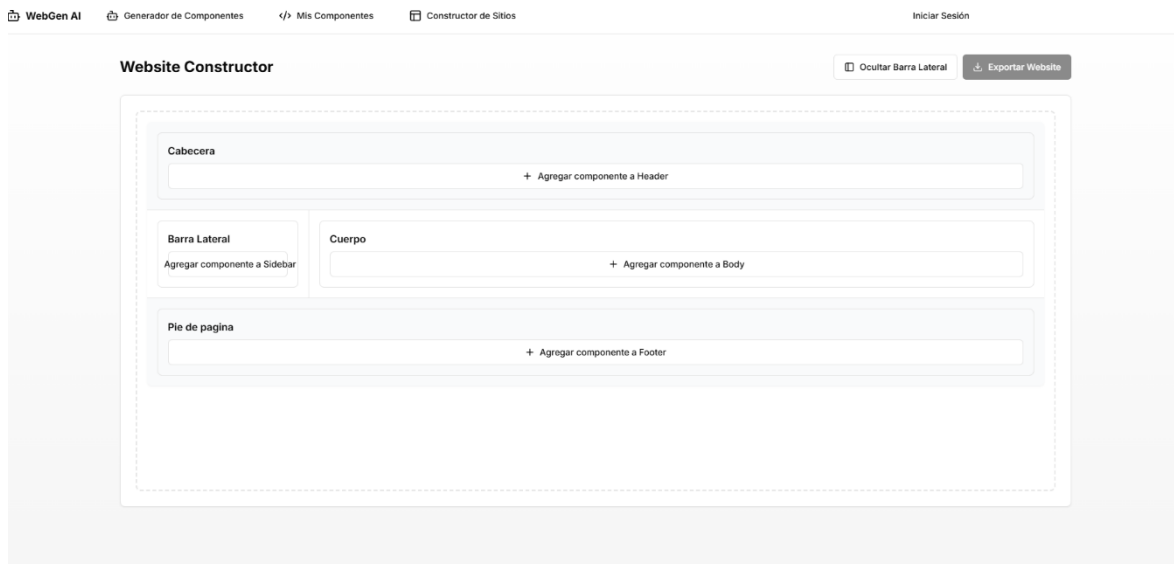 WebGen AI Generador de Componentes </> Mis Componentes Constructor de Sitios Iniciar Sesión
Website Constructor
Ocultar Barra Lateral Exportar Website
Cabecera
+ Agregar componente a Header
Barra Lateral
Agregar componente a Sidebar
Cuerpo
+ Agregar componente a Body
Pie de pagina
+ Agregar componente a Footer